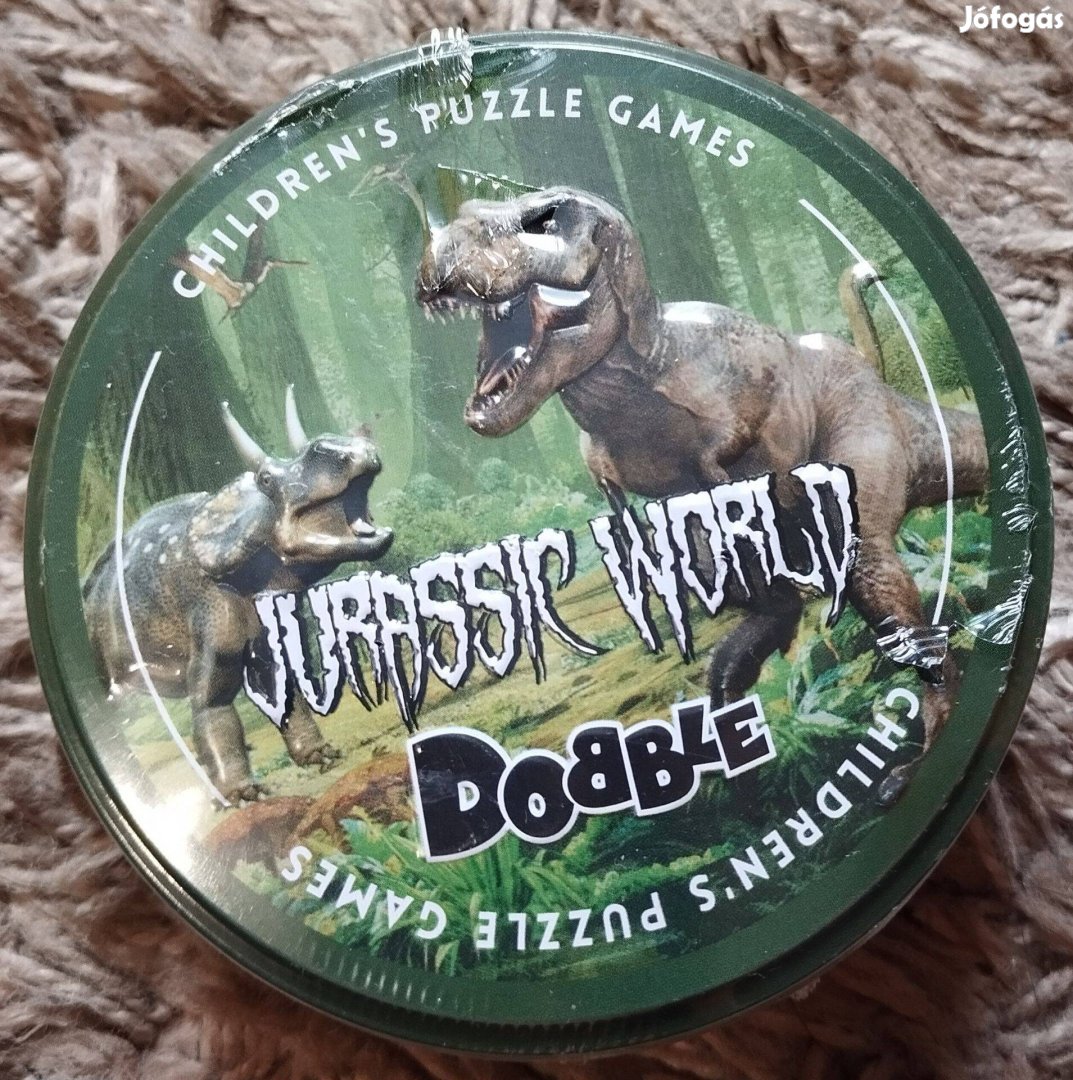 Jófogás
CHILDREN'S PUZZLE GAMES
JURASSIC WORLD
DOBBLE
CHILDREN'S PUZZLE GAMES